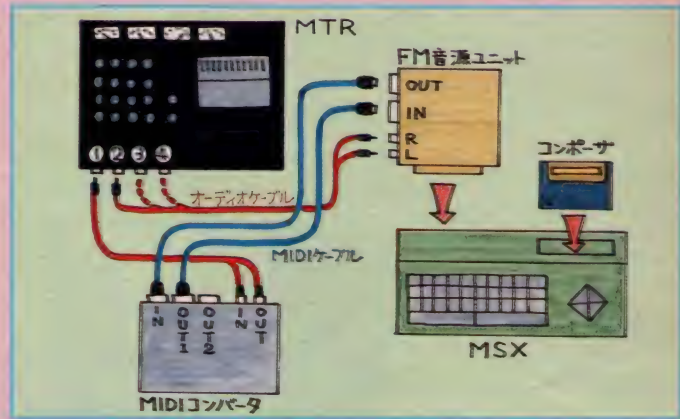 MTR
FM音源ユニット
OUT
IN
R
L
コンポーサ
① ② ③ ④
オーディオケーブル
MIDIケーブル
IN
OUT1
OUT2
IN
OUT
MSX
MIDIコンバータ